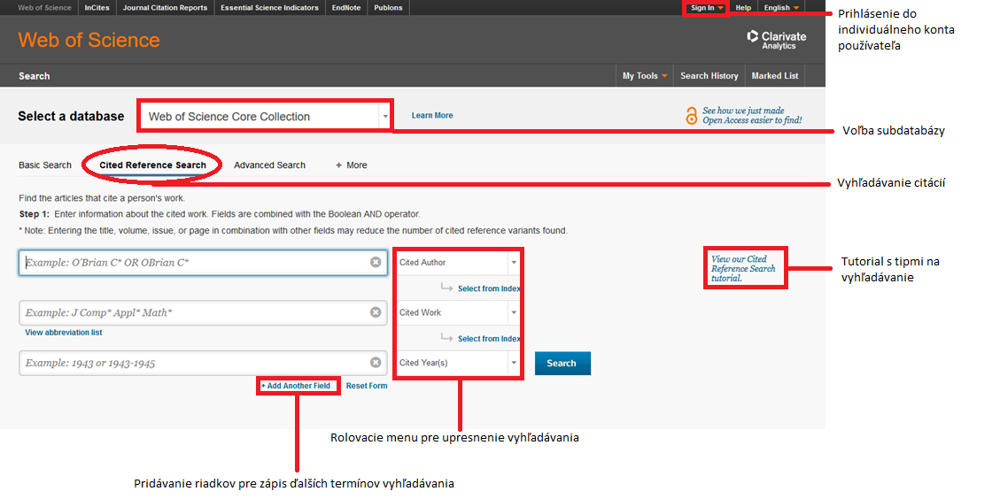 Web of Science InCites Journal Citation Reports Essential Science Indicators EndNote Publons Sign In Help English
Prihlásenie do
individuálneho konta
používateľa
Web of Science
Clarivate
Analytics
Search My Tools Search History Marked List
Select a database Web of Science Core Collection Learn More
See how we just made
Open Access easier to find!
Voľba subdatabázy
Basic Search Cited Reference Search Advanced Search + More
Vyhľadávanie citácií
Find the articles that cite a person's work.
Step 1: Enter information about the cited work. Fields are combined with the Boolean AND operator.
* Note: Entering the title, volume, issue, or page in combination with other fields may reduce the number of cited reference variants found.
Example: O'Brian C* OR OBrian C* Cited Author
Select from Index
View our Cited
Reference Search
tutorial.
Tutorial s tipmi na
vyhľadávanie
Example: J Comp* Appl* Math* Cited Work
View abbreviation list
Select from Index
Example: 1943 or 1943-1945 Cited Year(s) Search
+ Add Another Field Reset Form
Rolovacie menu pre upresnenie vyhľadávania
Pridávanie riadkov pre zápis ďalších termínov vyhľadávania